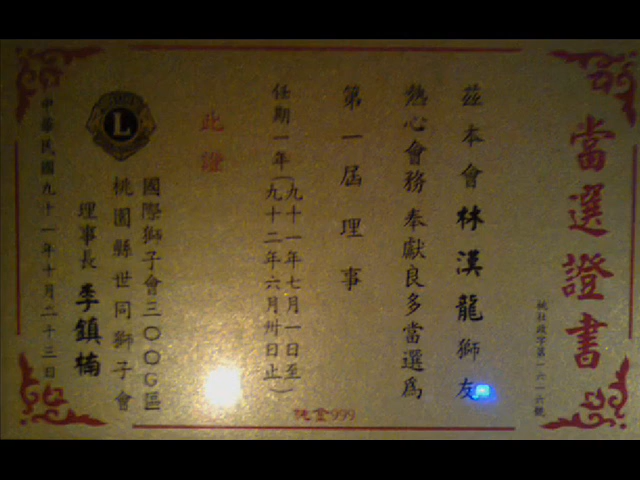 當選證書
桃社政字第一六一六號
茲本會林漢龍獅友
熱心會務奉獻良多當選為
第一屆理事
任期一年(九十一年七月一日至九十二年六月卅日止)
此證
國際獅子會三〇〇G區
桃園縣世同獅子會
理事長 李鎮楠
中華民國九十一年十月二十三日
L
純金999